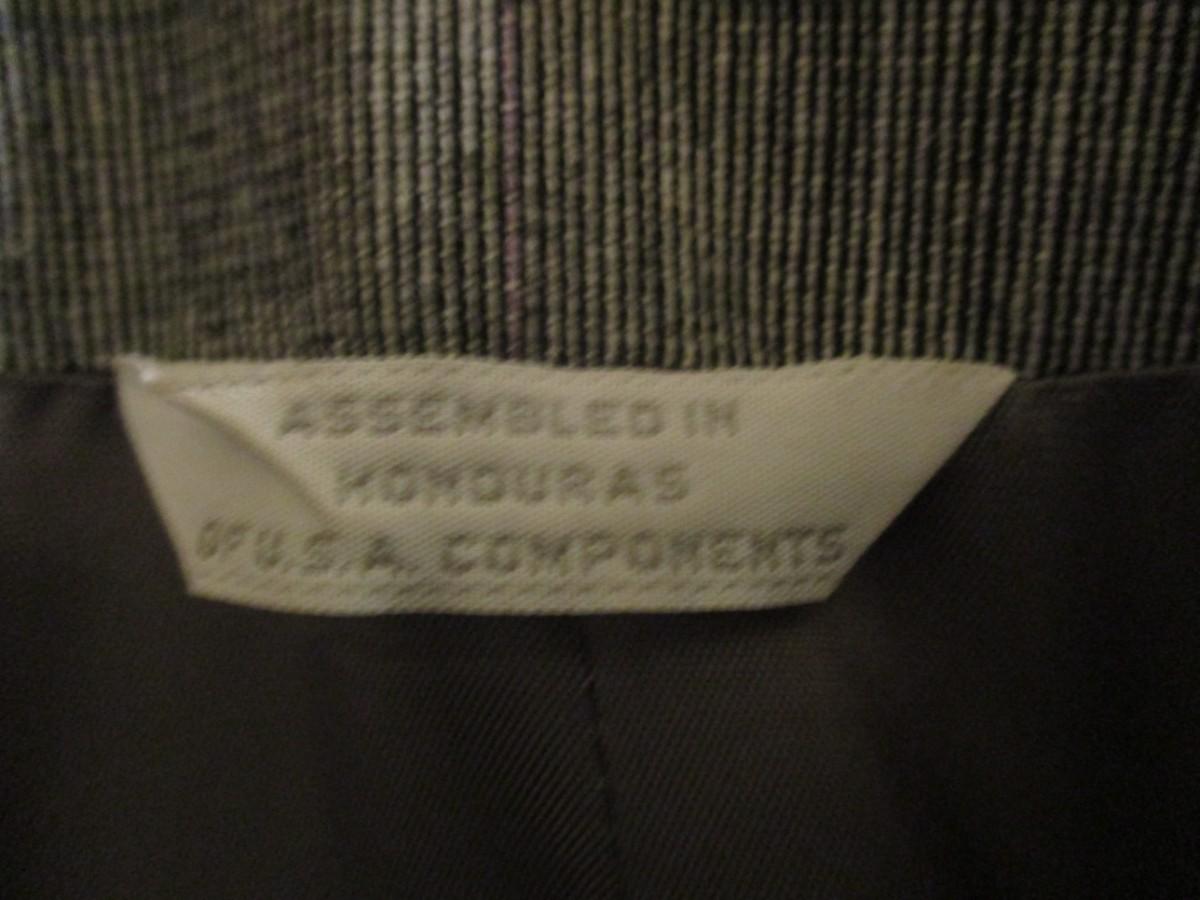 ASSEMBLED IN
HONDURAS
OF U.S.A. COMPONENTS